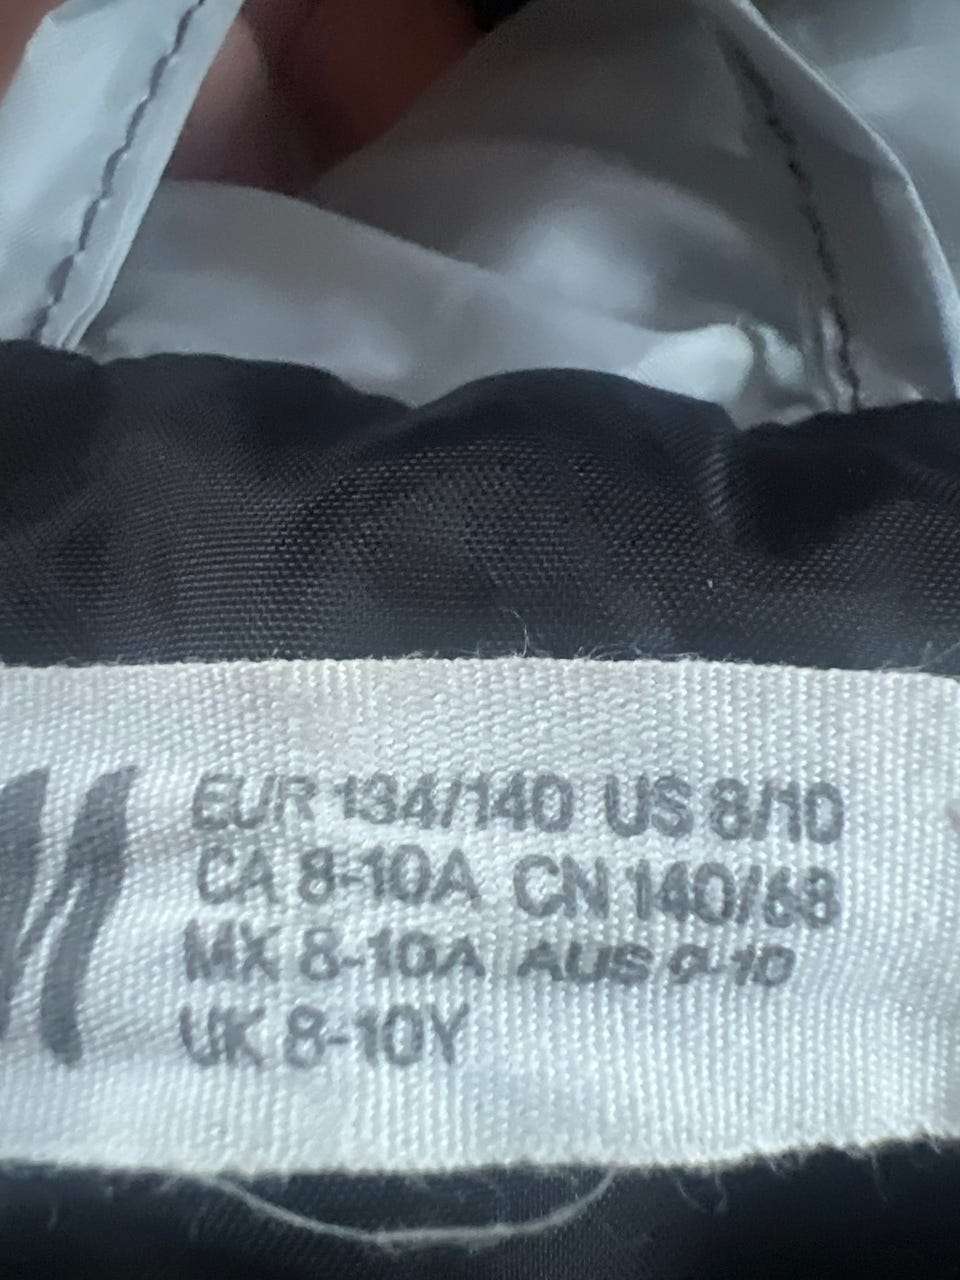 EUR 134/140 US 8/10
CA 8-10A CN 140/68
MX 8-10A AUS 9-10
UK 8-10Y